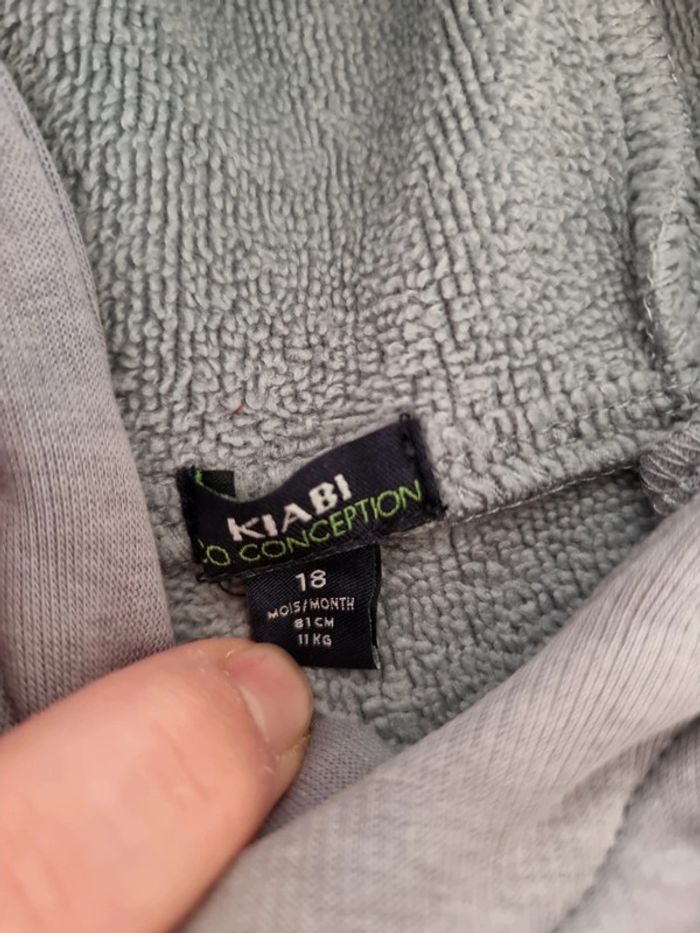 KIABI
CO CONCEPTION
18
MOIS/MONTH
81CM
11KG